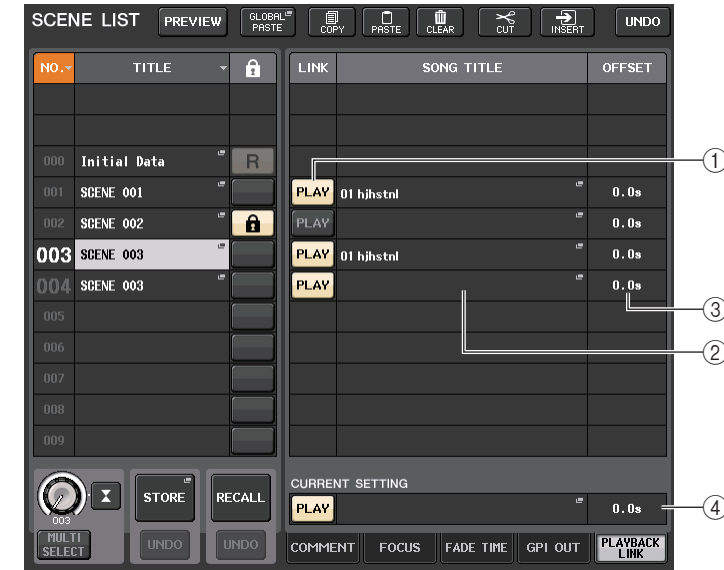 SCENE LIST PREVIEW GLOBAL PASTE COPY PASTE CLEAR CUT INSERT UNDO
NO. TITLE LINK SONG TITLE OFFSET
000 Initial Data R
001 SCENE 001 PLAY 01 hjhstnl 0.0s
002 SCENE 002 PLAY 0.0s
003 SCENE 003 PLAY 01 hjhstnl 0.0s
004 SCENE 003 PLAY 0.0s
005
006
007
008
009
1
3
2
CURRENT SETTING
STORE RECALL PLAY 0.0s 4
003
MULTI SELECT UNDO UNDO COMMENT FOCUS FADE TIME GPI OUT PLAYBACK LINK